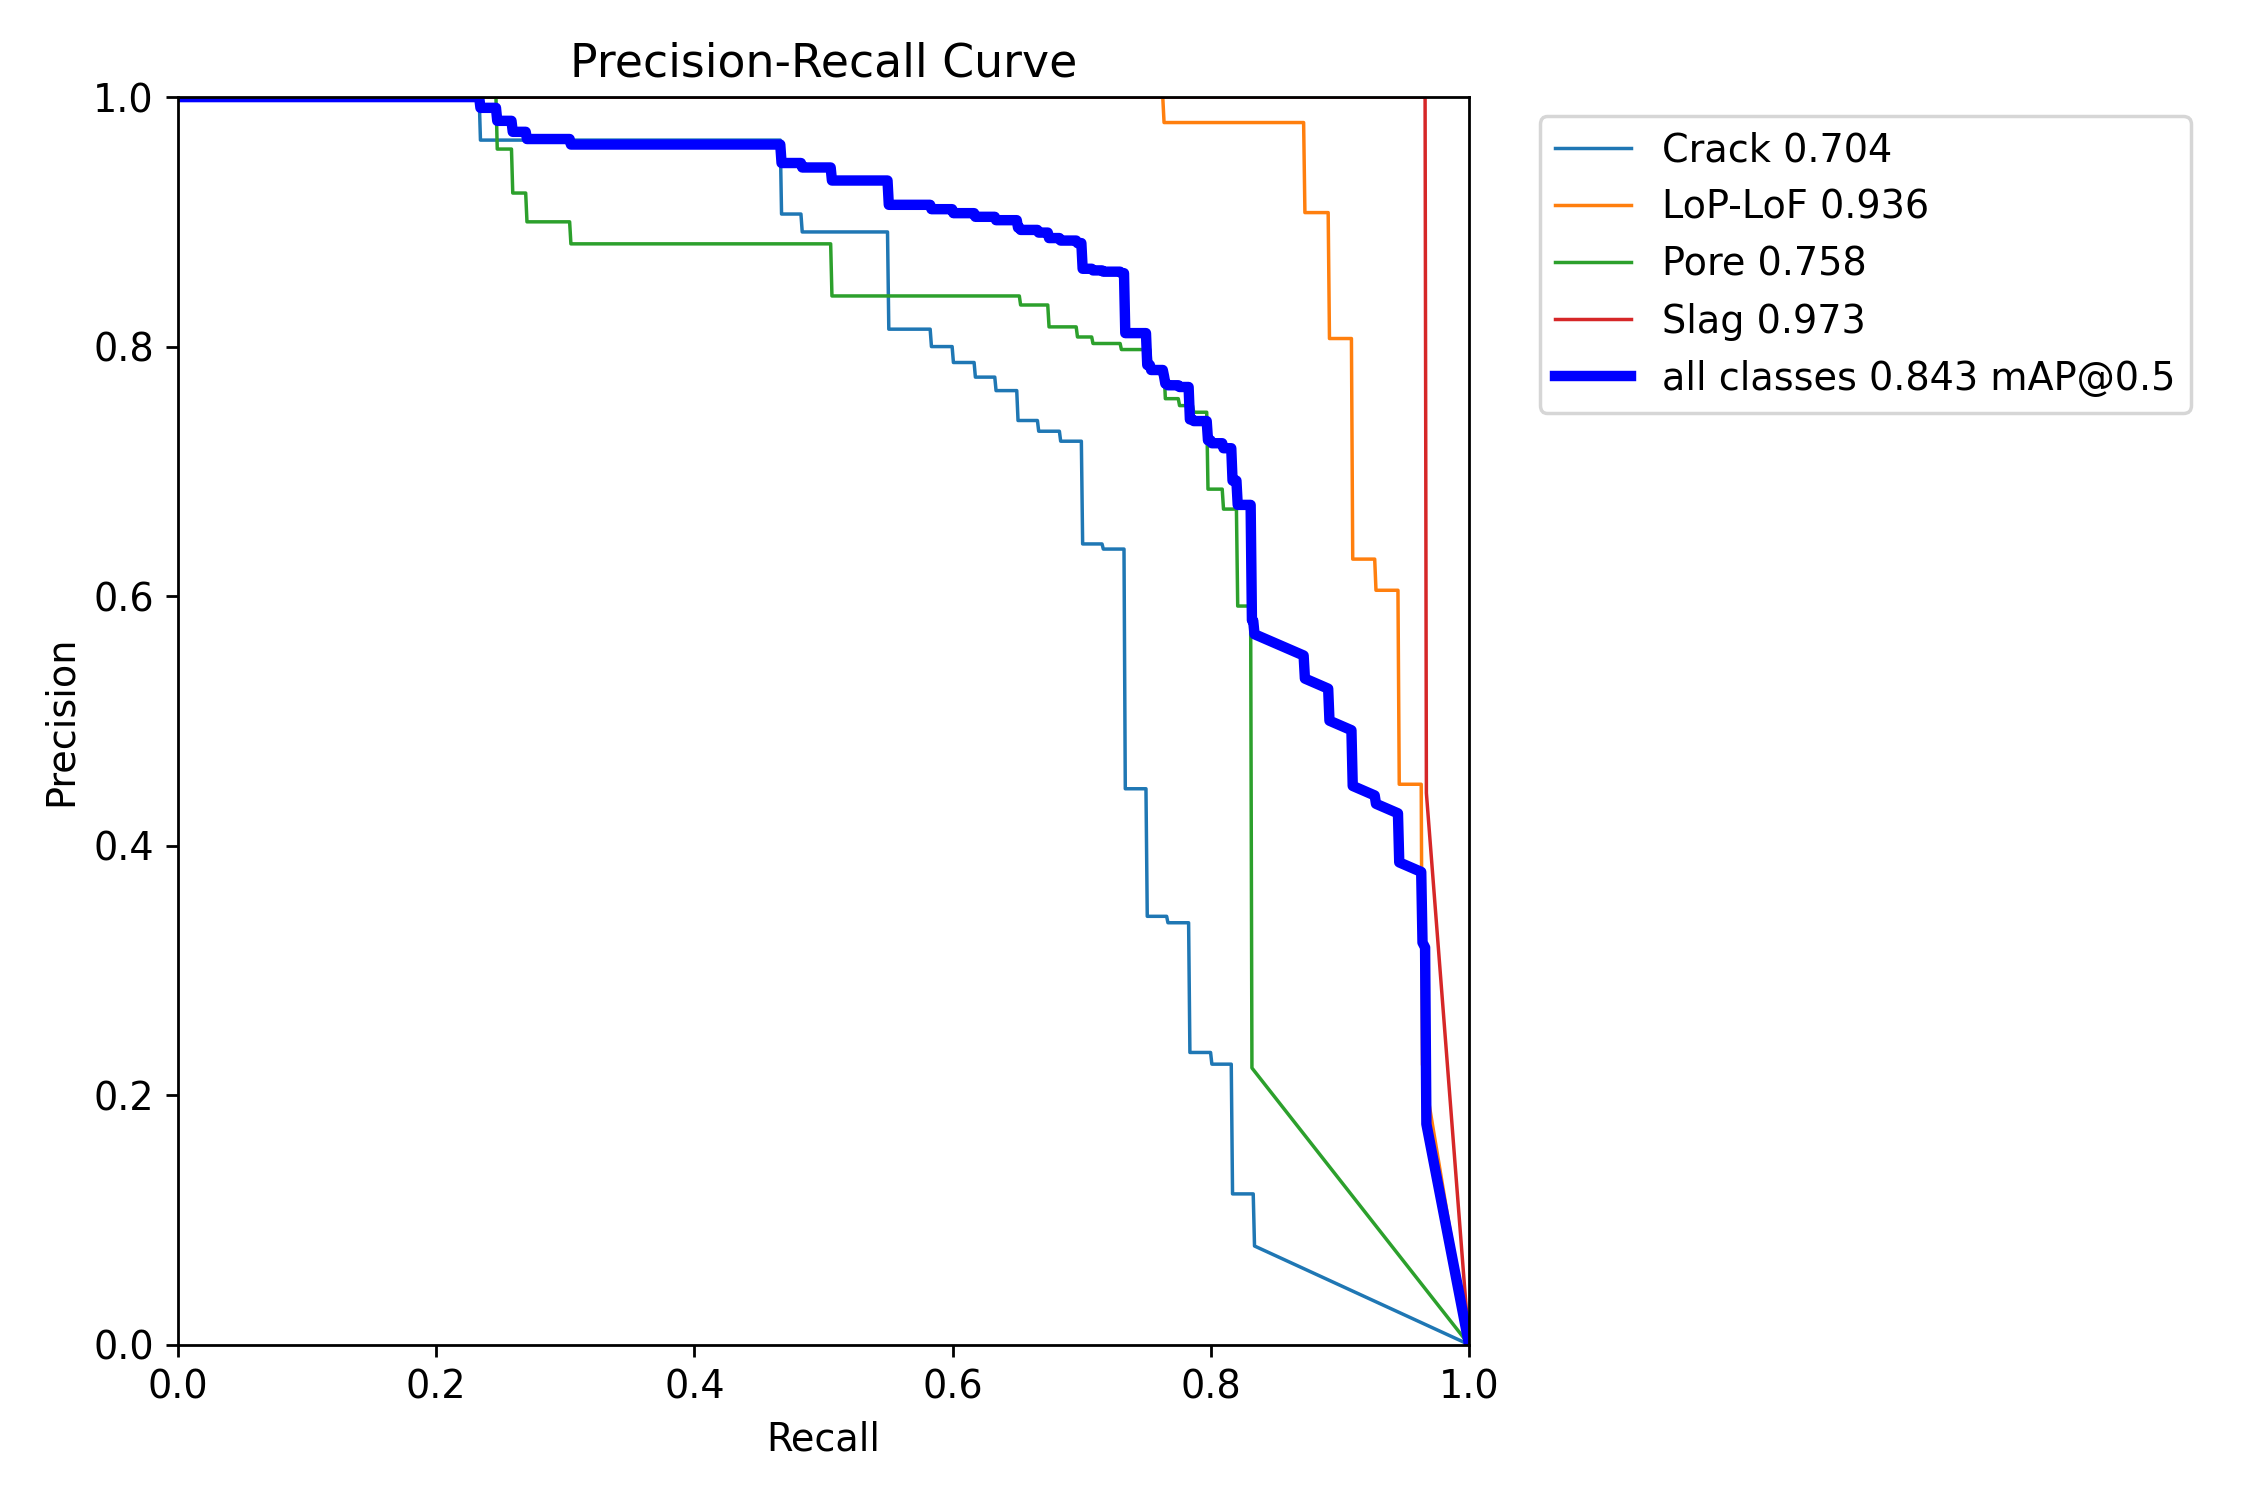 Precision-Recall Curve
1.0
0.8
0.6
0.4
0.2
0.0
Precision
0.0 0.2 0.4 0.6 0.8 1.0
Recall
Crack 0.704
LoP-LoF 0.936
Pore 0.758
Slag 0.973
all classes 0.843 mAP@0.5